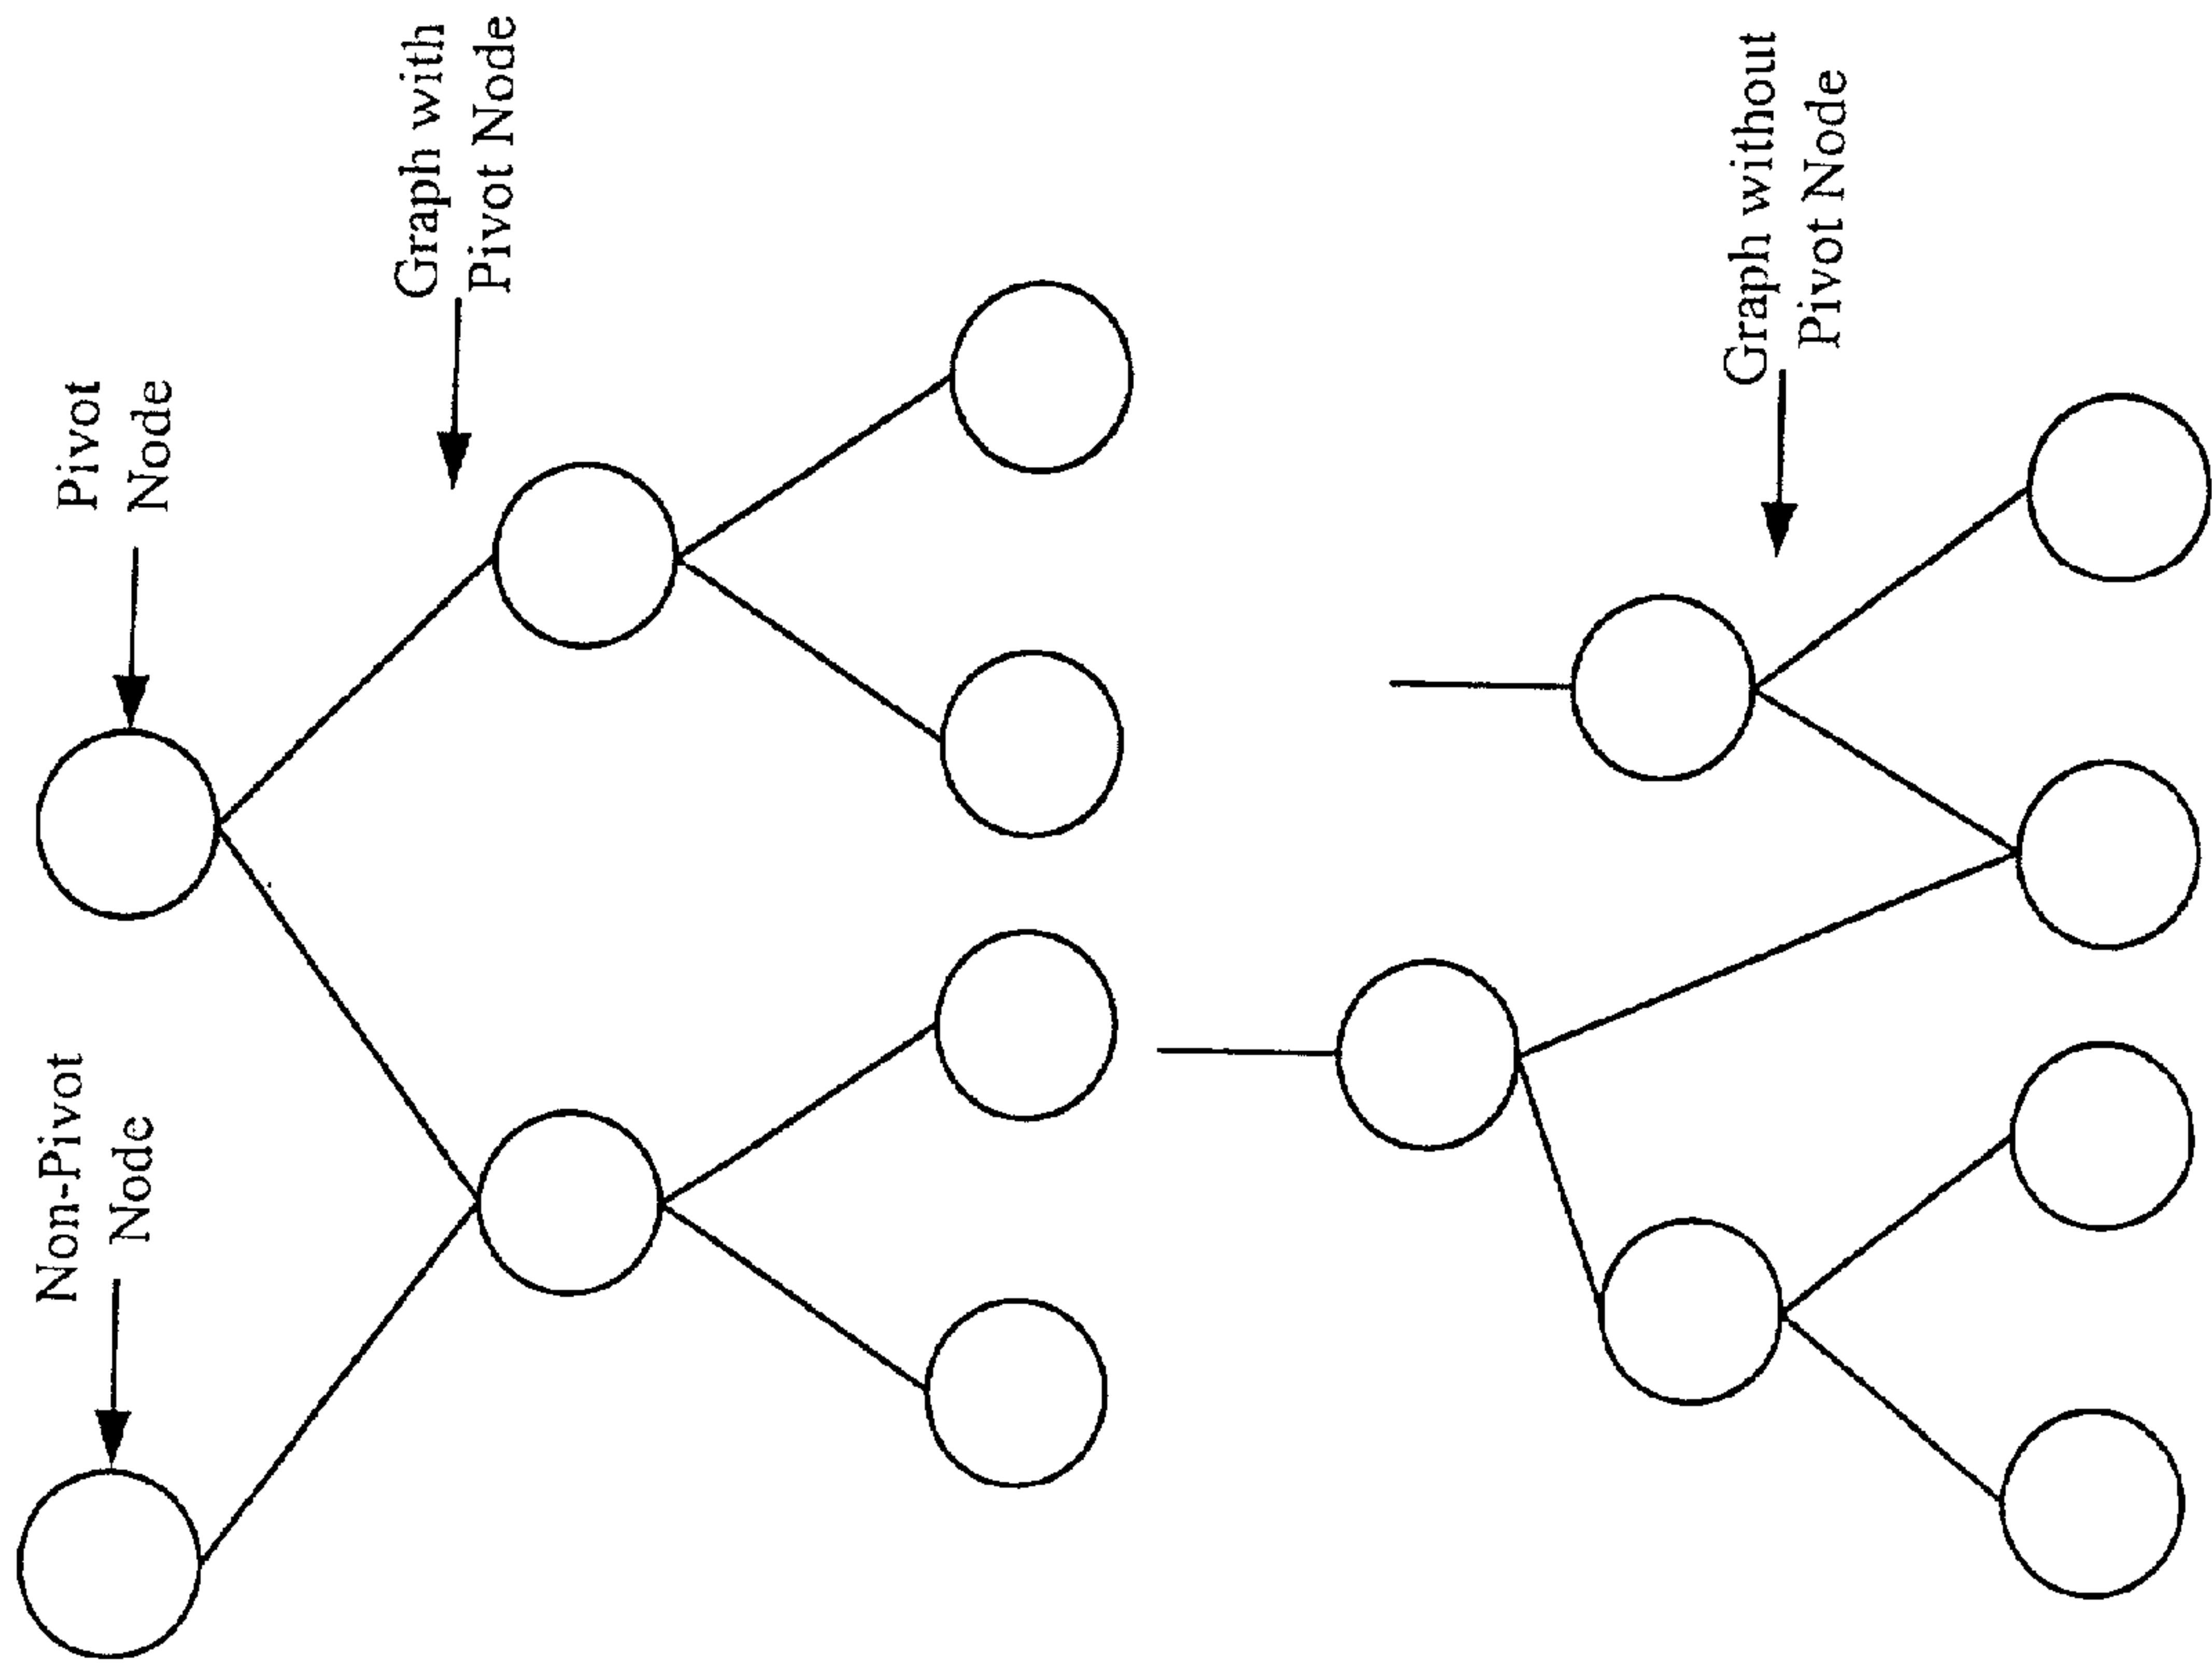 Non-Pivot
Node
Pivot
Node
Graph with
Pivot Node
Graph without
Pivot Node